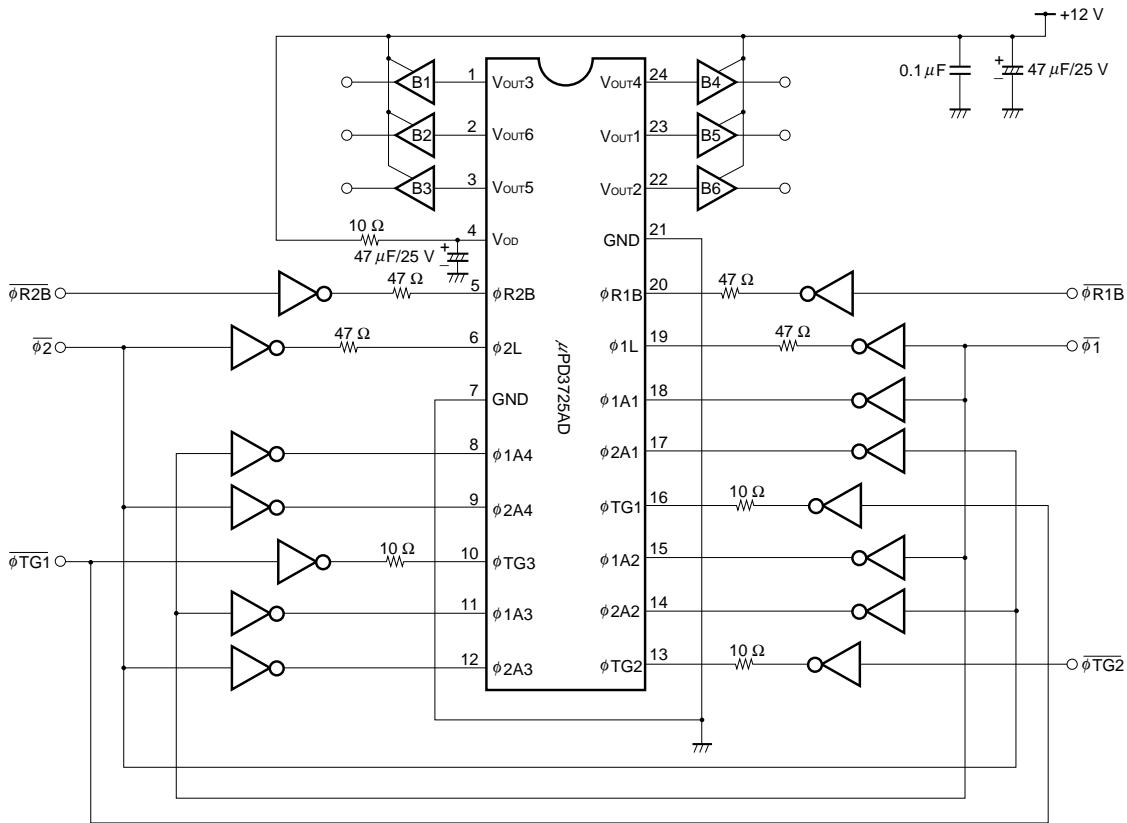 +12 V
0.1 μF
+
−
47 μF/25 V
B1
1
VOUT3
VOUT4
24
B4
B2
2
VOUT6
VOUT1
23
B5
B3
3
VOUT5
VOUT2
22
B6
10 Ω
4
VOD
GND
21
47 μF/25 V
+
−
φR2B
47 Ω
5
φR2B
φR1B
20
47 Ω
φR1B
φ2
47 Ω
6
φ2L
φ1L
19
47 Ω
φ1
7
GND
φ1A1
18
μPD3725AD
8
φ1A4
φ2A1
17
9
φ2A4
φTG1
16
10 Ω
φTG1
10 Ω
10
φTG3
φ1A2
15
11
φ1A3
φ2A2
14
12
φ2A3
φTG2
13
10 Ω
φTG2